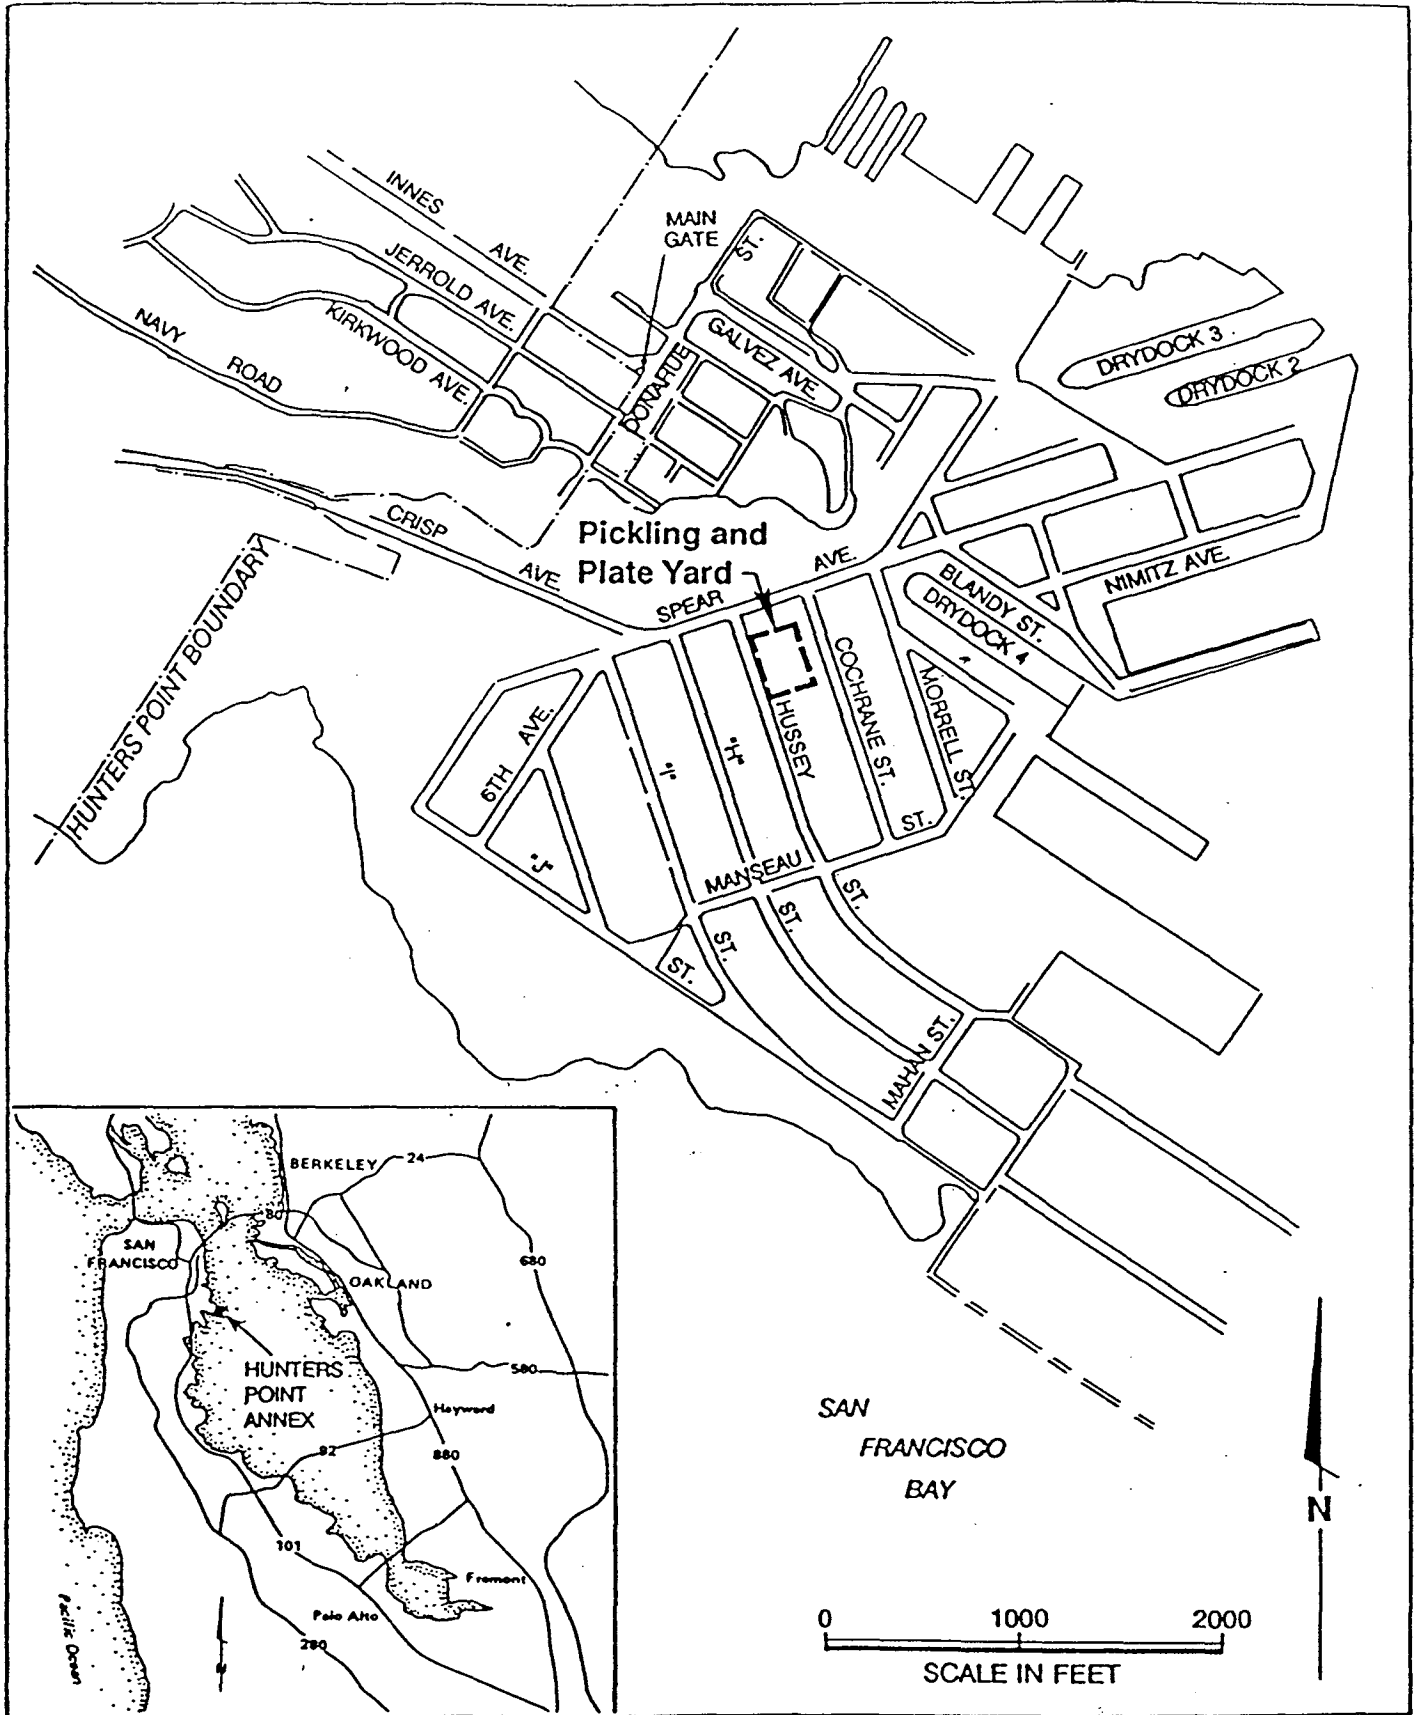 INNES
AVE.
MAIN
GATE
ST.
JERROLD AVE.
KIRKWOOD AVE.
NAVY
ROAD
DONAHUE
GALVEZ AVE.
DRYDOCK 3
DRYDOCK 2
CRISP
AVE.
Pickling and
Plate Yard
SPEAR
AVE.
BLANDY ST.
DRYDOCK 4
NIMITZ AVE.
HUNTERS POINT BOUNDARY
6TH AVE.
"J"
"I"
"H"
HUSSEY
COCHRANE ST.
MORRELL ST.
MANSEAU
ST.
ST.
ST.
ST.
ST.
MAHAN ST.
BERKELEY
24
80
SAN
FRANCISCO
OAKLAND
680
HUNTERS
POINT
ANNEX
580
Hayward
92
880
101
Fremont
Palo Alto
280
Pacific Ocean
N
SAN
FRANCISCO
BAY
N
0 1000 2000
SCALE IN FEET